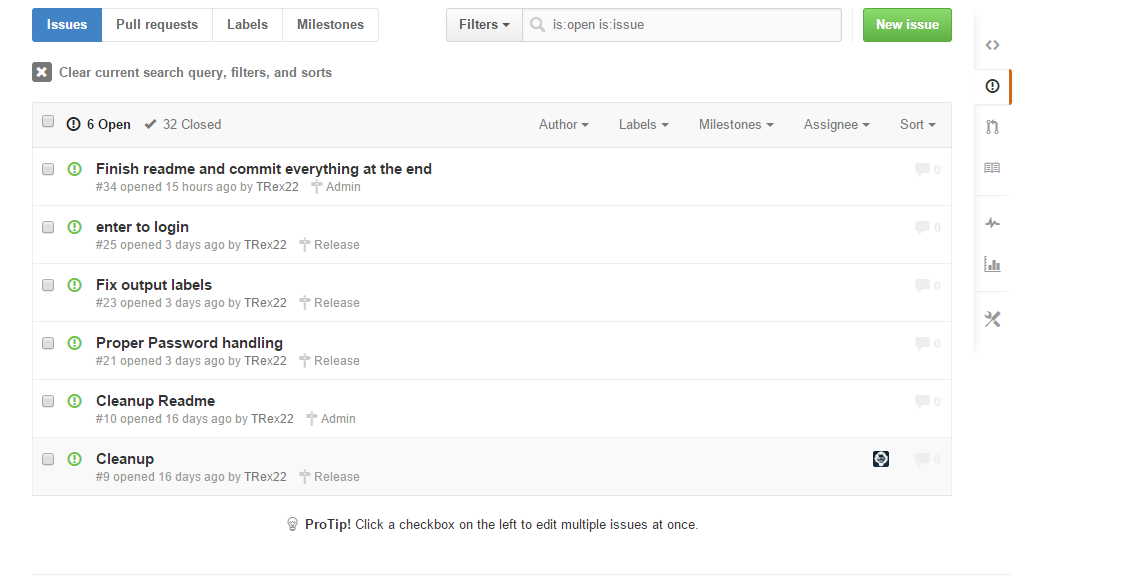 Issues Pull requests Labels Milestones Filters is:open is:issue New issue
Clear current search query, filters, and sorts
6 Open 32 Closed Author Labels Milestones Assignee Sort
Finish readme and commit everything at the end 0
#34 opened 15 hours ago by TRex22 Admin
enter to login 0
#25 opened 3 days ago by TRex22 Release
Fix output labels 0
#23 opened 3 days ago by TRex22 Release
Proper Password handling 0
#21 opened 3 days ago by TRex22 Release
Cleanup Readme 0
#10 opened 16 days ago by TRex22 Admin
Cleanup 0
#9 opened 16 days ago by TRex22 Release
ProTip! Click a checkbox on the left to edit multiple issues at once.